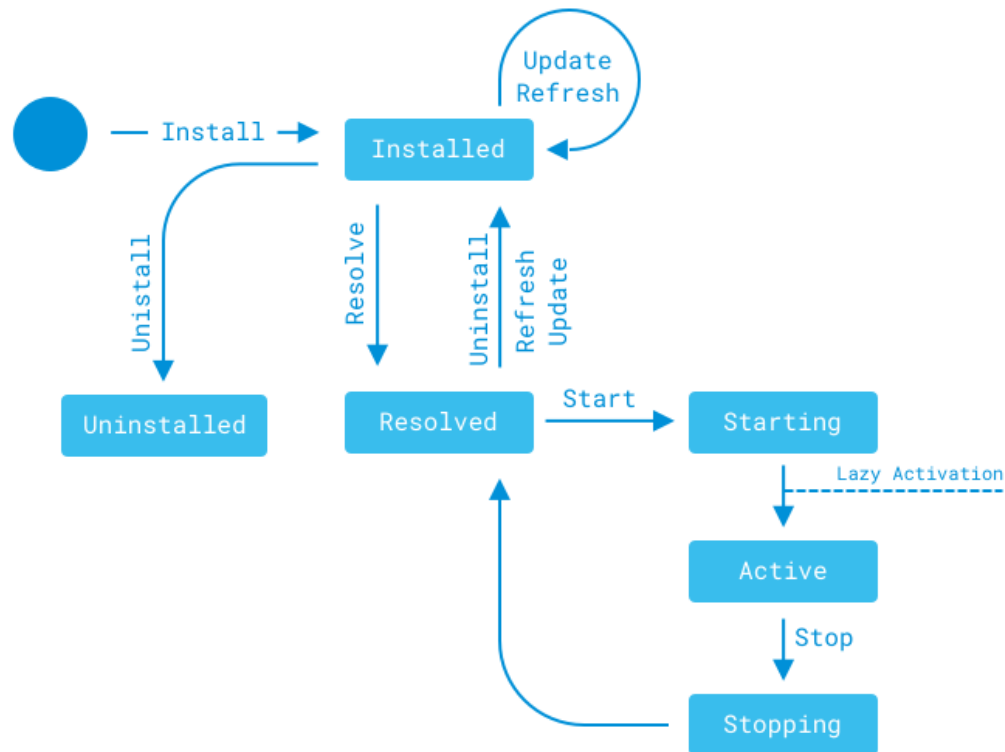 Update
Refresh
Install
Installed
Unistall
Resolve
Uninstall
Refresh
Update
Uninstalled
Resolved
Start
Starting
Lazy Activation
Active
Stop
Stopping